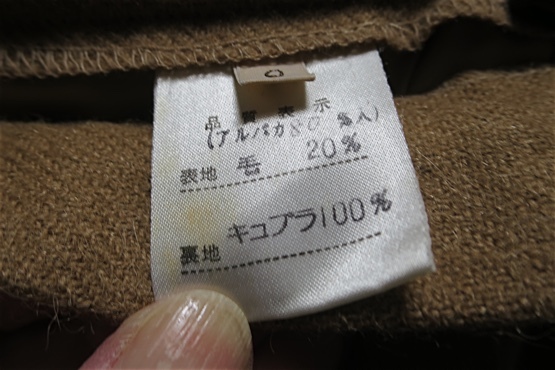 品質表示
(アルパカ80%入)
表地 毛 20%
裏地 キュプラ100%